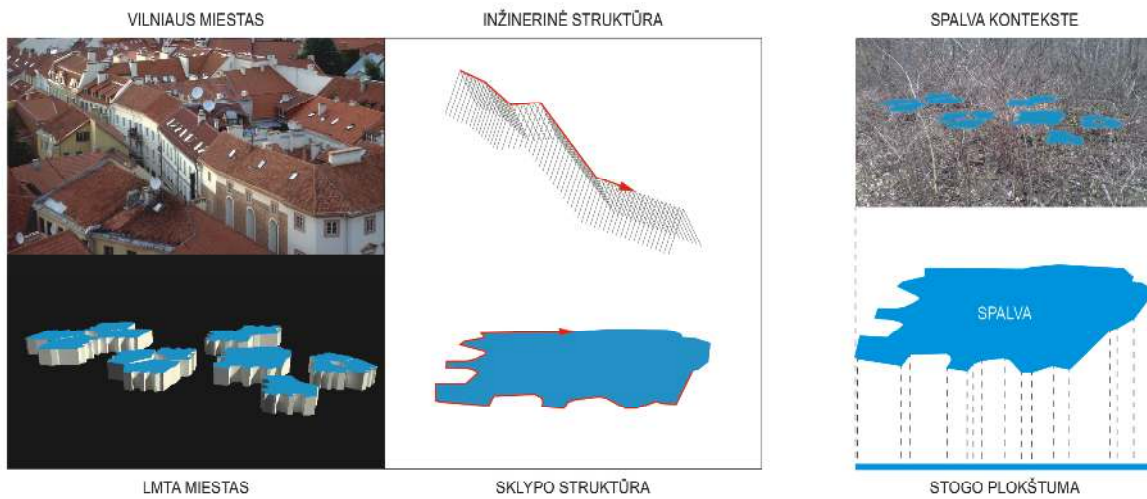 VILNIAUS MIESTAS
INŽINERINĖ STRUKTŪRA
SPALVA KONTEKSTE
SPALVA
LMTA MIESTAS
SKLYPO STRUKTŪRA
STOGO PLOKŠTUMA